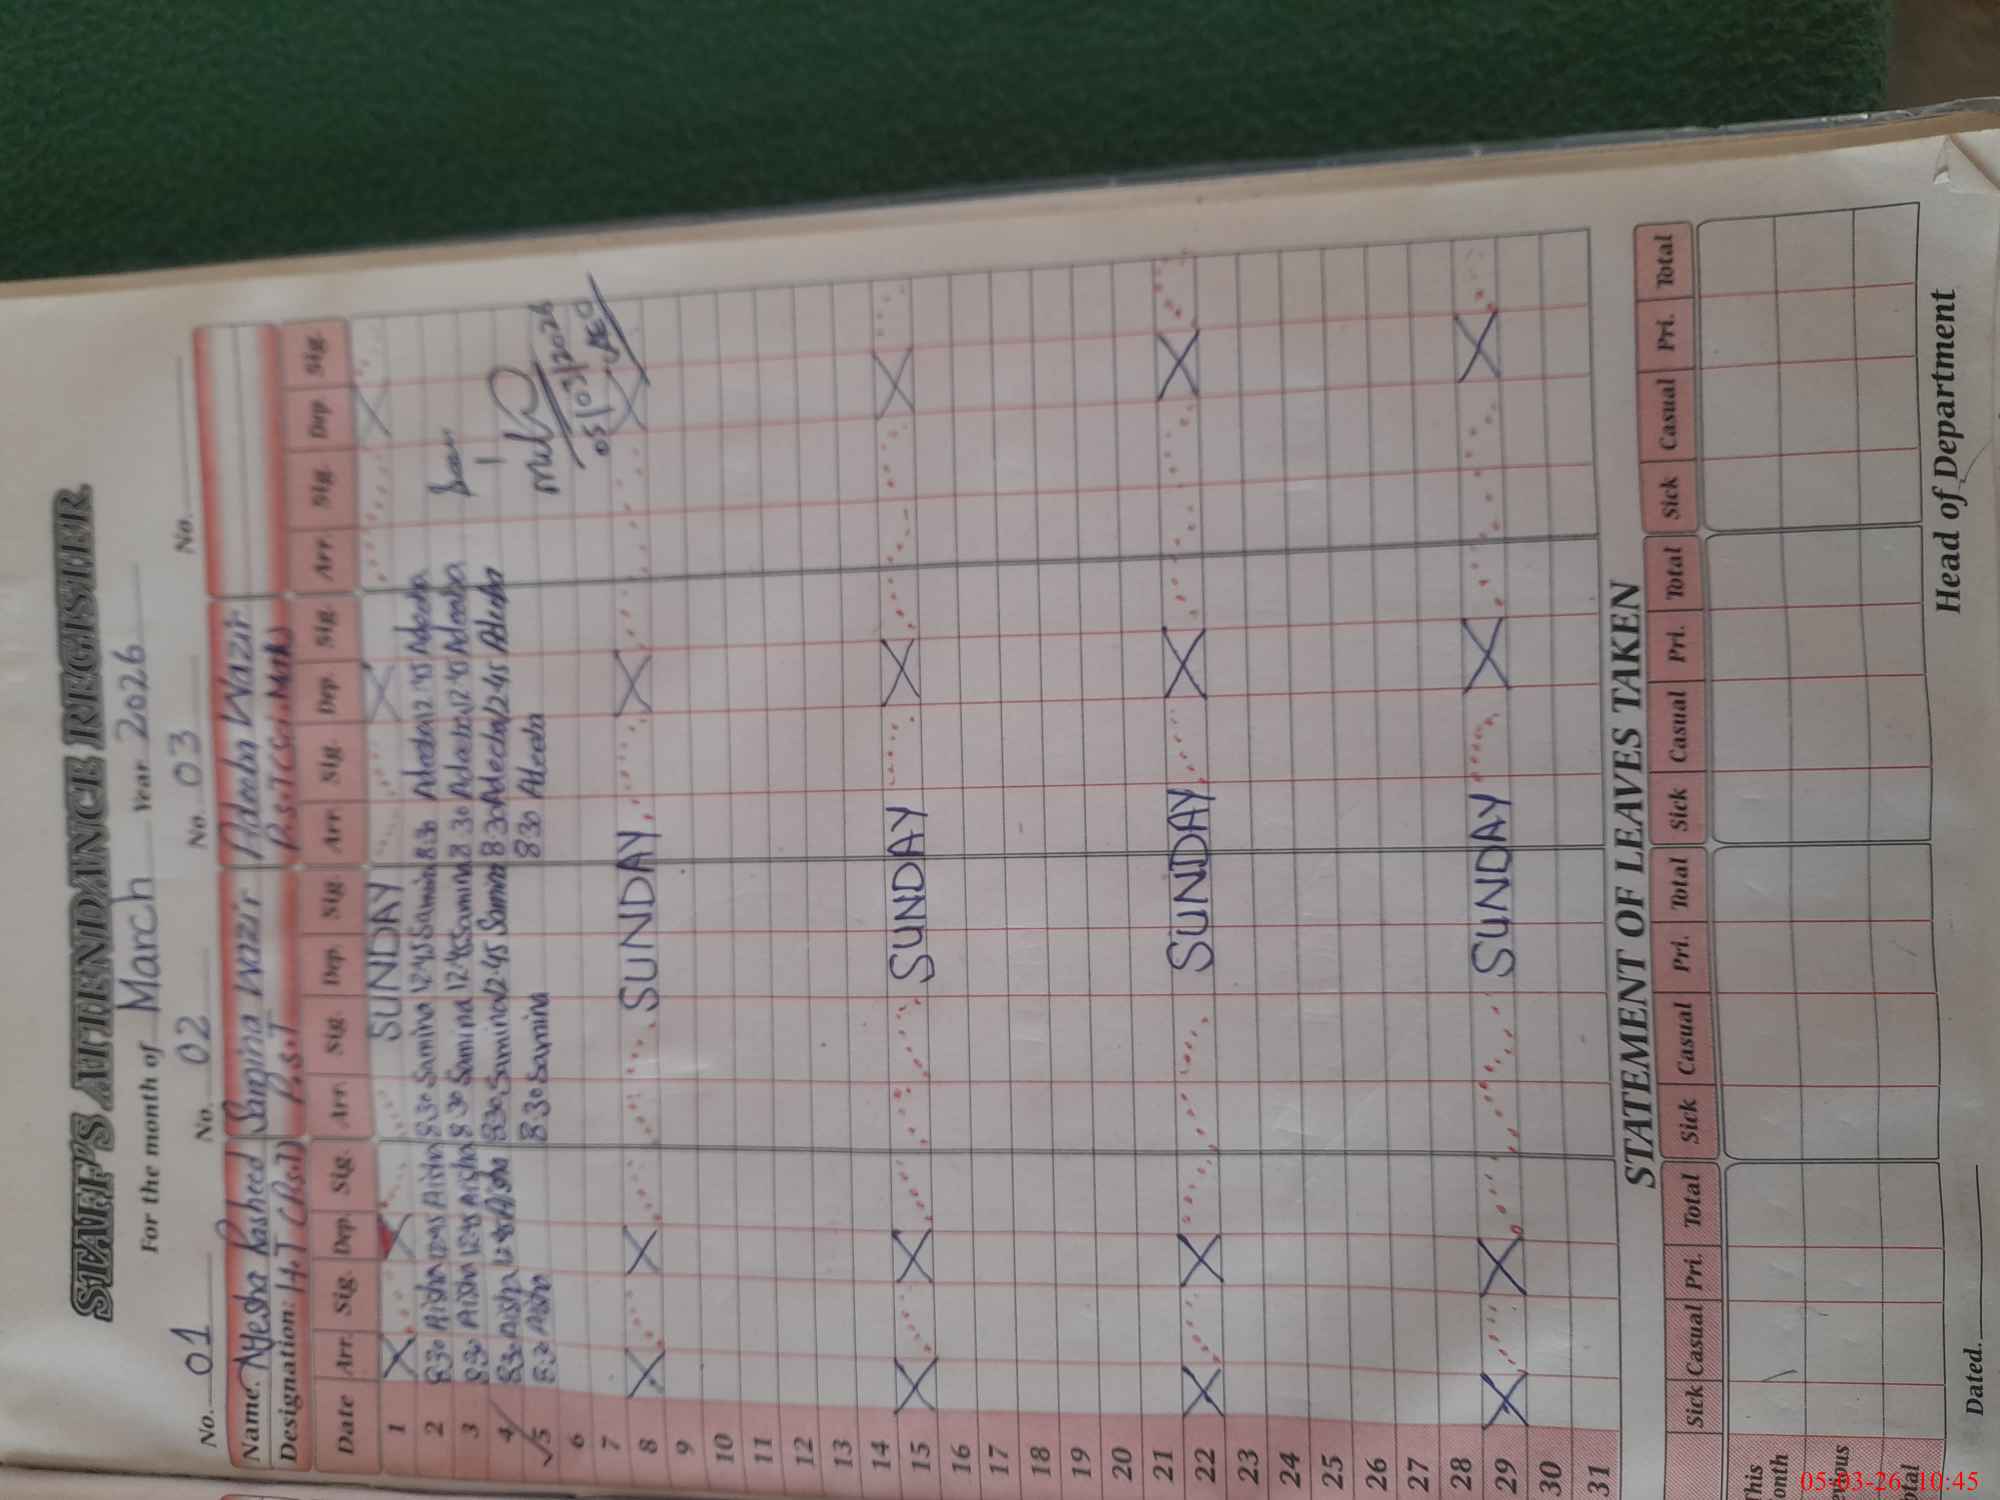 STAFF'S ATTENDANCE REGISTER
For the month of March Year 2026
No. 01 No. 02 No. 03 No.
Name: Ayesha Rasheed Samina Wazir Adeeba Wazir
Designation: H.T (P.S.T) P.S.T P.S.T
Date Arr. Sig. Dep. Sig. Arr. Sig. Dep. Sig. Arr. Sig. Dep. Sig. Arr. Sig. Dep. Sig.
1 SUNDAY
2 8.30 Aisha 12.45 Aisha 8.30 Samina 12.45 Samina 8.30 Adeeba 12.45 Adeeba
3 8.30 Aisha 12.45 Aisha 8.30 Samina 12.45 Samina 8.30 Adeeba 12.45 Adeeba
4 8.30 Aisha 12.45 Aisha 8.30 Samina 12.45 Samina 8.30 Adeeba 12.45 Adeeba
5 8.30 Aisha 8.30 Samina 8.30 Adeeba
05/03/2026
6
7
8 SUNDAY
9
10
11
12
13
14
15 SUNDAY
16
17
18
19
20
21
22 SUNDAY
23
24
25
26
27
28
29 SUNDAY
30
31
STATEMENT OF LEAVES TAKEN
Sick Casual Pri. Total Sick Casual Pri. Total Sick Casual Pri. Total Sick Casual Pri. Total
This
onth
evious
otal
Dated. Head of Department
05-03-26, 10:45